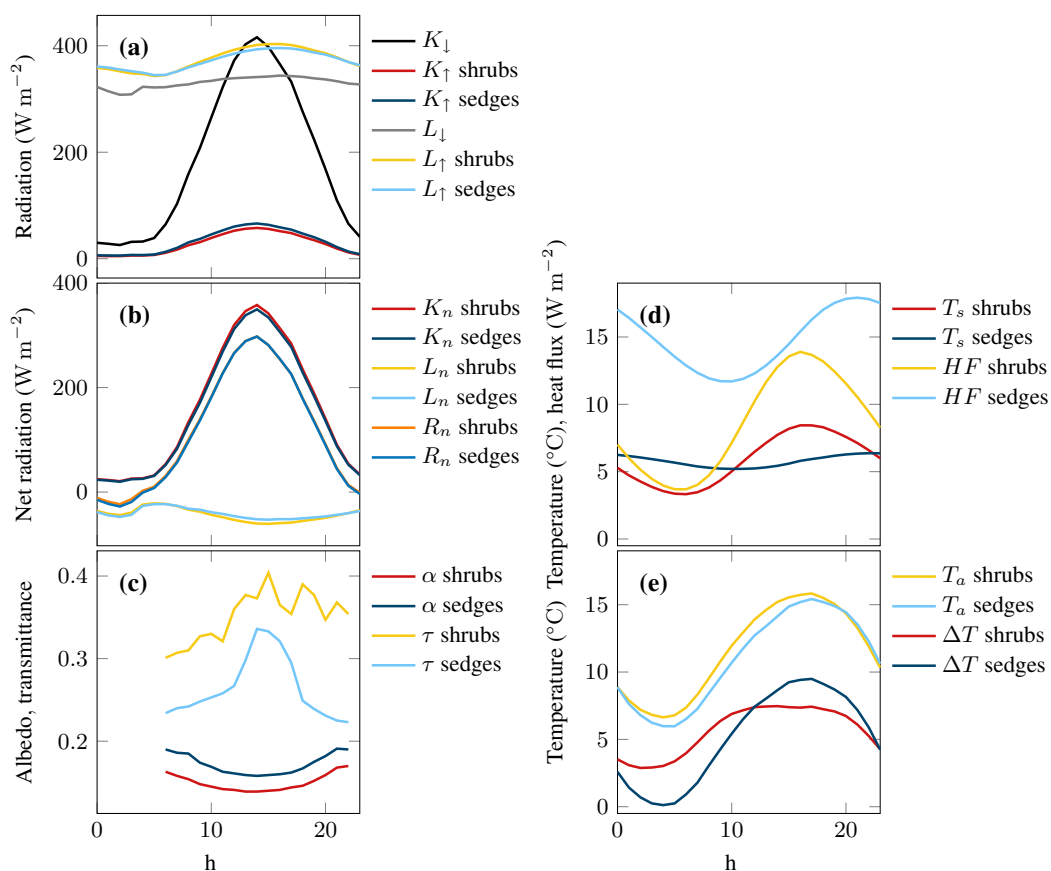 (a)
400
200
0
Radiation (W m⁻²)
K↓
K↑ shrubs
K↑ sedges
L↓
L↑ shrubs
L↑ sedges
(b)
400
200
0
Net radiation (W m⁻²)
Kₙ shrubs
Kₙ sedges
Lₙ shrubs
Lₙ sedges
Rₙ shrubs
Rₙ sedges
(c)
0.4
0.3
0.2
Albedo, transmittance
α shrubs
α sedges
τ shrubs
τ sedges
0 10 20
h
(d)
15
10
5
0
Temperature (°C), heat flux (W m⁻²)
Tₛ shrubs
Tₛ sedges
HF shrubs
HF sedges
(e)
15
10
5
0
Temperature (°C)
Tₐ shrubs
Tₐ sedges
ΔT shrubs
ΔT sedges
0 10 20
h